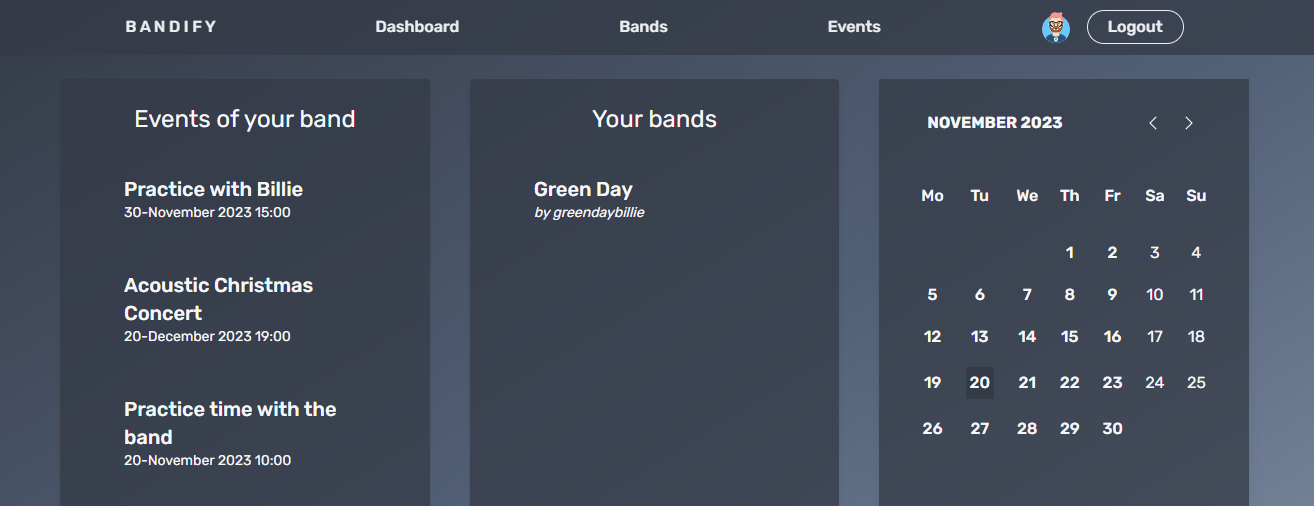 BANDIFY Dashboard Bands Events Logout
Events of your band
Practice with Billie
30-November 2023 15:00
Acoustic Christmas
Concert
20-December 2023 19:00
Practice time with the
band
20-November 2023 10:00
Your bands
Green Day
by greendaybillie
NOVEMBER 2023
Mo Tu We Th Fr Sa Su
1 2 3 4
5 6 7 8 9 10 11
12 13 14 15 16 17 18
19 20 21 22 23 24 25
26 27 28 29 30